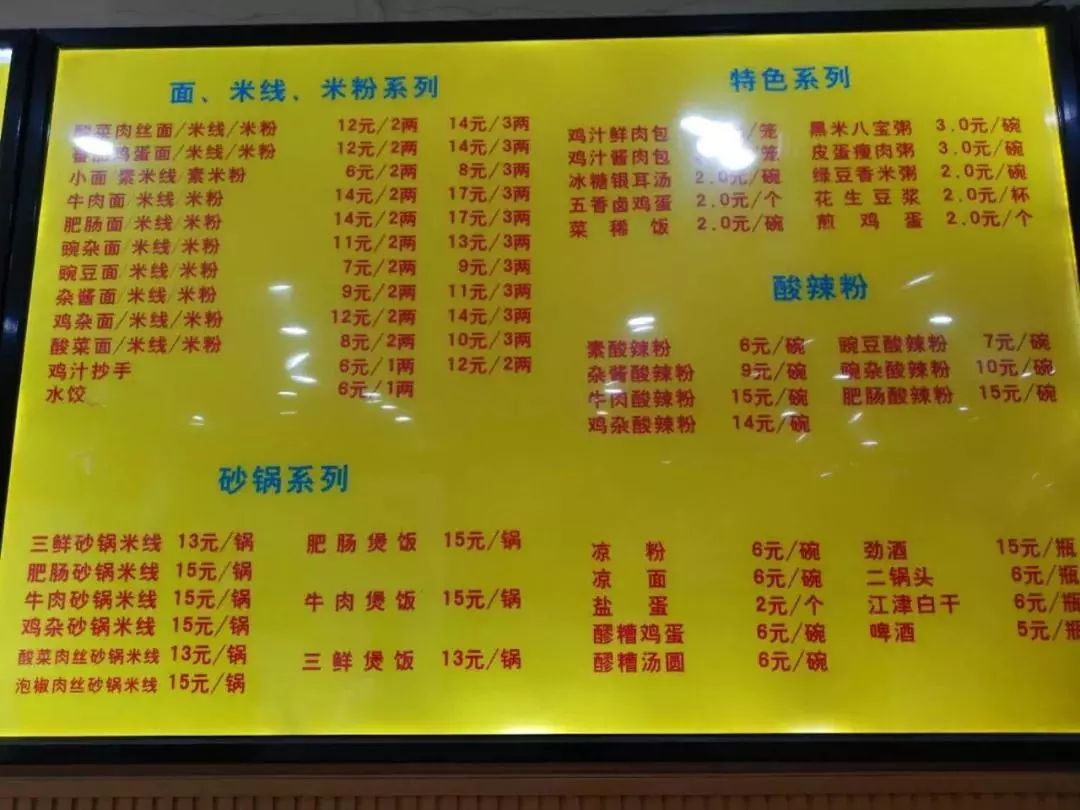 面、米线、米粉系列
酸菜肉丝面/米线/米粉 12元/2两 14元/3两
番茄鸡蛋面/米线/米粉 12元/2两 14元/3两
小面 素米线/素米粉 6元/2两 8元/3两
牛肉面/米线/米粉 14元/2两 17元/3两
肥肠面/米线/米粉 14元/2两 17元/3两
豌杂面/米线/米粉 11元/2两 13元/3两
豌豆面/米线/米粉 7元/2两 9元/3两
杂酱面/米线/米粉 9元/2两 11元/3两
鸡杂面/米线/米粉 12元/2两 14元/3两
酸菜面/米线/米粉 8元/2两 10元/3两
鸡汁抄手 6元/1两 12元/2两
水饺 6元/1两
特色系列
鸡汁鲜肉包 /笼 黑米八宝粥 3.0元/碗
鸡汁酱肉包 笼 皮蛋瘦肉粥 3.0元/碗
冰糖银耳汤 2.0元/碗 绿豆香米粥 2.0元/碗
五香卤鸡蛋 2.0元/个 花生豆浆 2.0元/杯
菜稀饭 2.0元/碗 煎鸡蛋 2.0元/个
酸辣粉
素酸辣粉 6元/碗 豌豆酸辣粉 7元/碗
杂酱酸辣粉 9元/碗 豌杂酸辣粉 10元/碗
牛肉酸辣粉 15元/碗 肥肠酸辣粉 15元/碗
鸡杂酸辣粉 14元/碗
砂锅系列
三鲜砂锅米线 13元/锅 肥肠煲饭 15元/锅
肥肠砂锅米线 15元/锅
牛肉砂锅米线 15元/锅 牛肉煲饭 15元/锅
鸡杂砂锅米线 15元/锅
酸菜肉丝砂锅米线 13元/锅 三鲜煲饭 13元/锅
泡椒肉丝砂锅米线 15元/锅
凉粉 6元/碗 劲酒 15元/瓶
凉面 6元/碗 二锅头 6元/瓶
盐蛋 2元/个 江津白干 6元/瓶
醪糟鸡蛋 6元/碗 啤酒 5元/瓶
醪糟汤圆 6元/碗